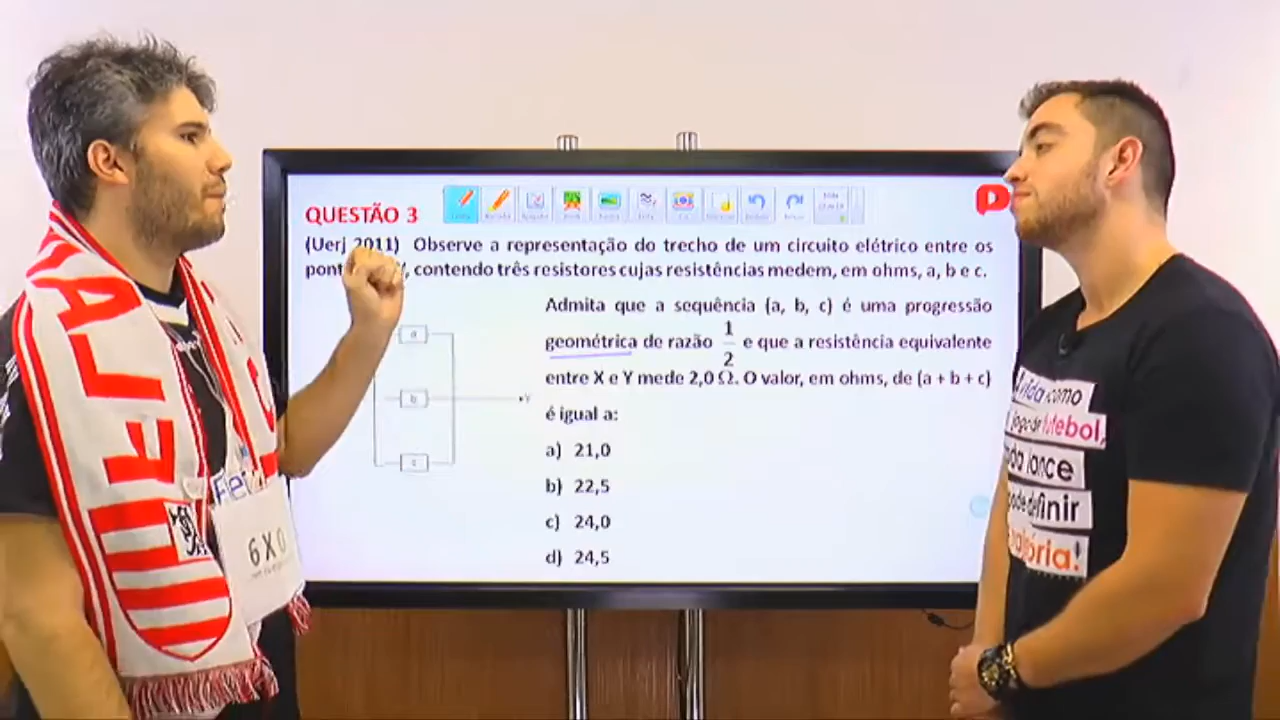 QUESTÃO 3
(Uerj 2011) Observe a representação do trecho de um circuito elétrico entre os
contendo três resistores cujas resistências medem, em ohms, a, b e c.
Admita que a sequência (a, b, c) é uma progressão
geométrica de razão 1/2 e que a resistência equivalente
entre X e Y mede 2,0 Ω. O valor, em ohms, de (a + b + c)
é igual a:
a) 21,0
b) 22,5
c) 24,0
d) 24,5
a
b
Y
c
6 X 0
vida como
jogo de futebol,
lance
pode definir